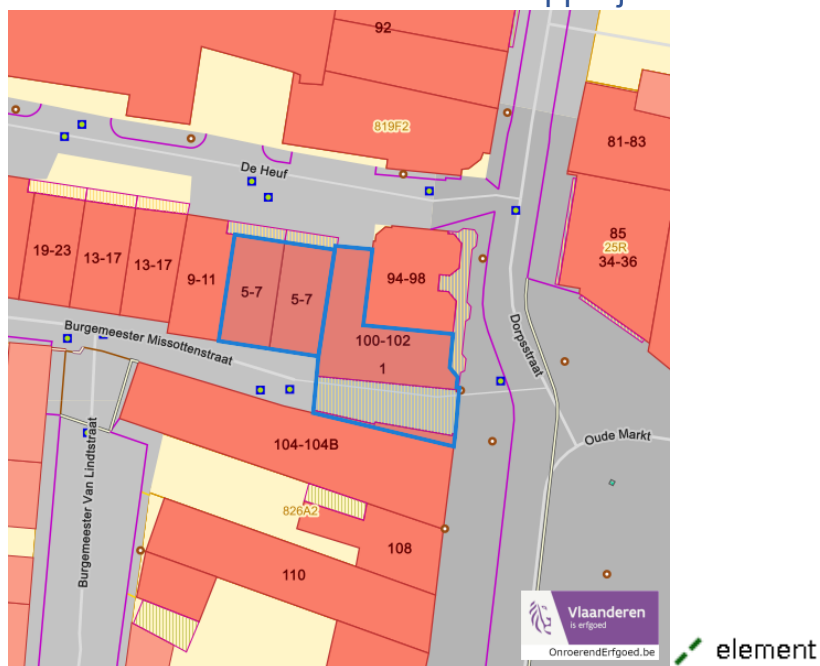 92
819F2
81-83
De Heuf
85
25R
34-36
19-23
13-17
13-17
9-11
5-7
5-7
94-98
100-102
1
Burgemeester Missottenstraat
Dorpsstraat
Oude Markt
104-104B
Burgemeester Van Lindtstraat
826A2
108
110
Vlaanderen
is erfgoed
OnroerendErfgoed.be
element